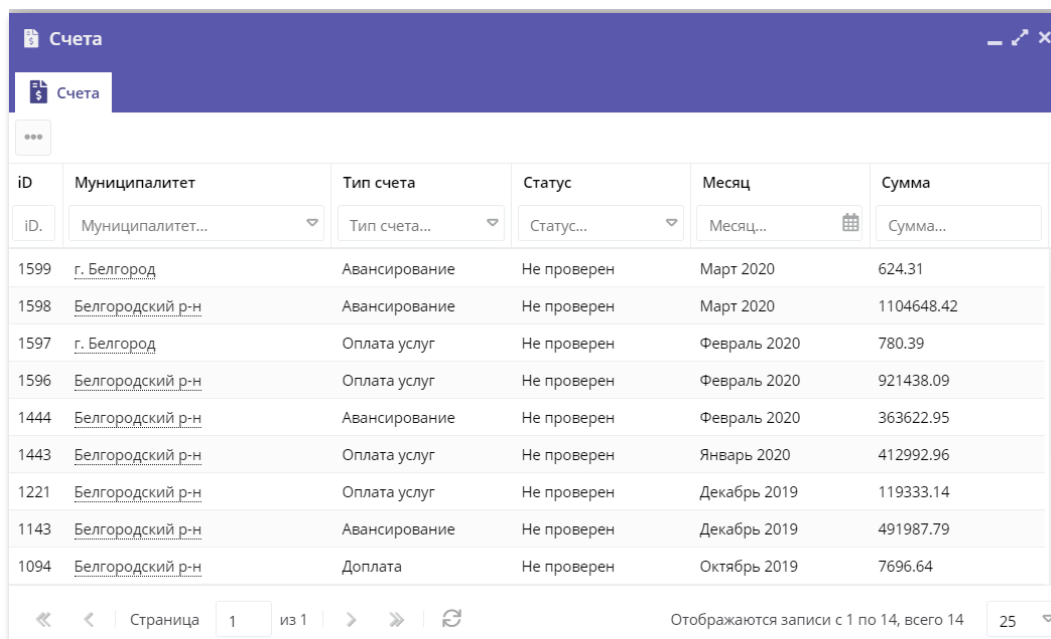 Счета
Счета
iD Муниципалитет Тип счета Статус Месяц Сумма
iD. Муниципалитет... Тип счета... Статус... Месяц... Сумма...
1599 г. Белгород Авансирование Не проверен Март 2020 624.31
1598 Белгородский р-н Авансирование Не проверен Март 2020 1104648.42
1597 г. Белгород Оплата услуг Не проверен Февраль 2020 780.39
1596 Белгородский р-н Оплата услуг Не проверен Февраль 2020 921438.09
1444 Белгородский р-н Авансирование Не проверен Февраль 2020 363622.95
1443 Белгородский р-н Оплата услуг Не проверен Январь 2020 412992.96
1221 Белгородский р-н Оплата услуг Не проверен Декабрь 2019 119333.14
1143 Белгородский р-н Авансирование Не проверен Декабрь 2019 491987.79
1094 Белгородский р-н Доплата Не проверен Октябрь 2019 7696.64
Страница 1 из 1 Отображаются записи с 1 по 14, всего 14 25